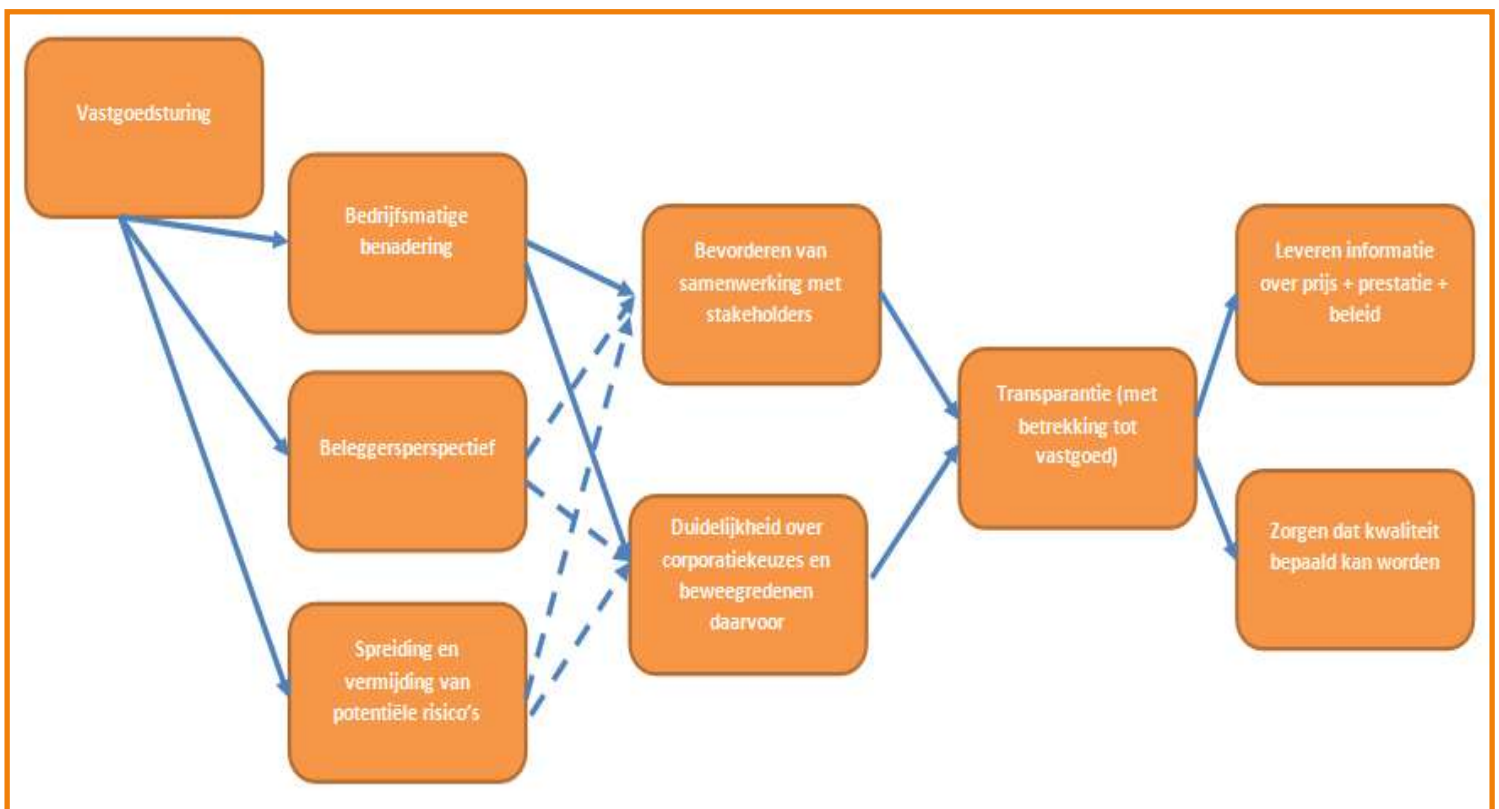 Vastgoedsturing
Bedrijfsmatige
benadering
Beleggersperspectief
Spreiding en
vermijding van
potentiële risico's
Bevorderen van
samenwerking met
stakeholders
Duidelijkheid over
corporatiekeuzes en
beweegredenen
daarvoor
Transparantie (met
betrekking tot
vastgoed)
Leveren informatie
over prijs + prestatie +
beleid
Zorgen dat kwaliteit
bepaald kan worden